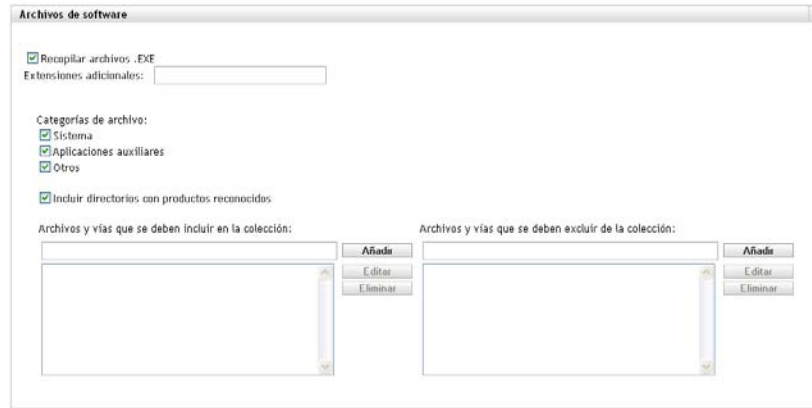 Archivos de software
Recopilar archivos .EXE
Extensiones adicionales:
Categorías de archivo:
Sistema
Aplicaciones auxiliares
Otros
Incluir directorios con productos reconocidos
Archivos y vías que se deben incluir en la colección:
Añadir
Editar
Eliminar
Archivos y vías que se deben excluir de la colección:
Añadir
Editar
Eliminar